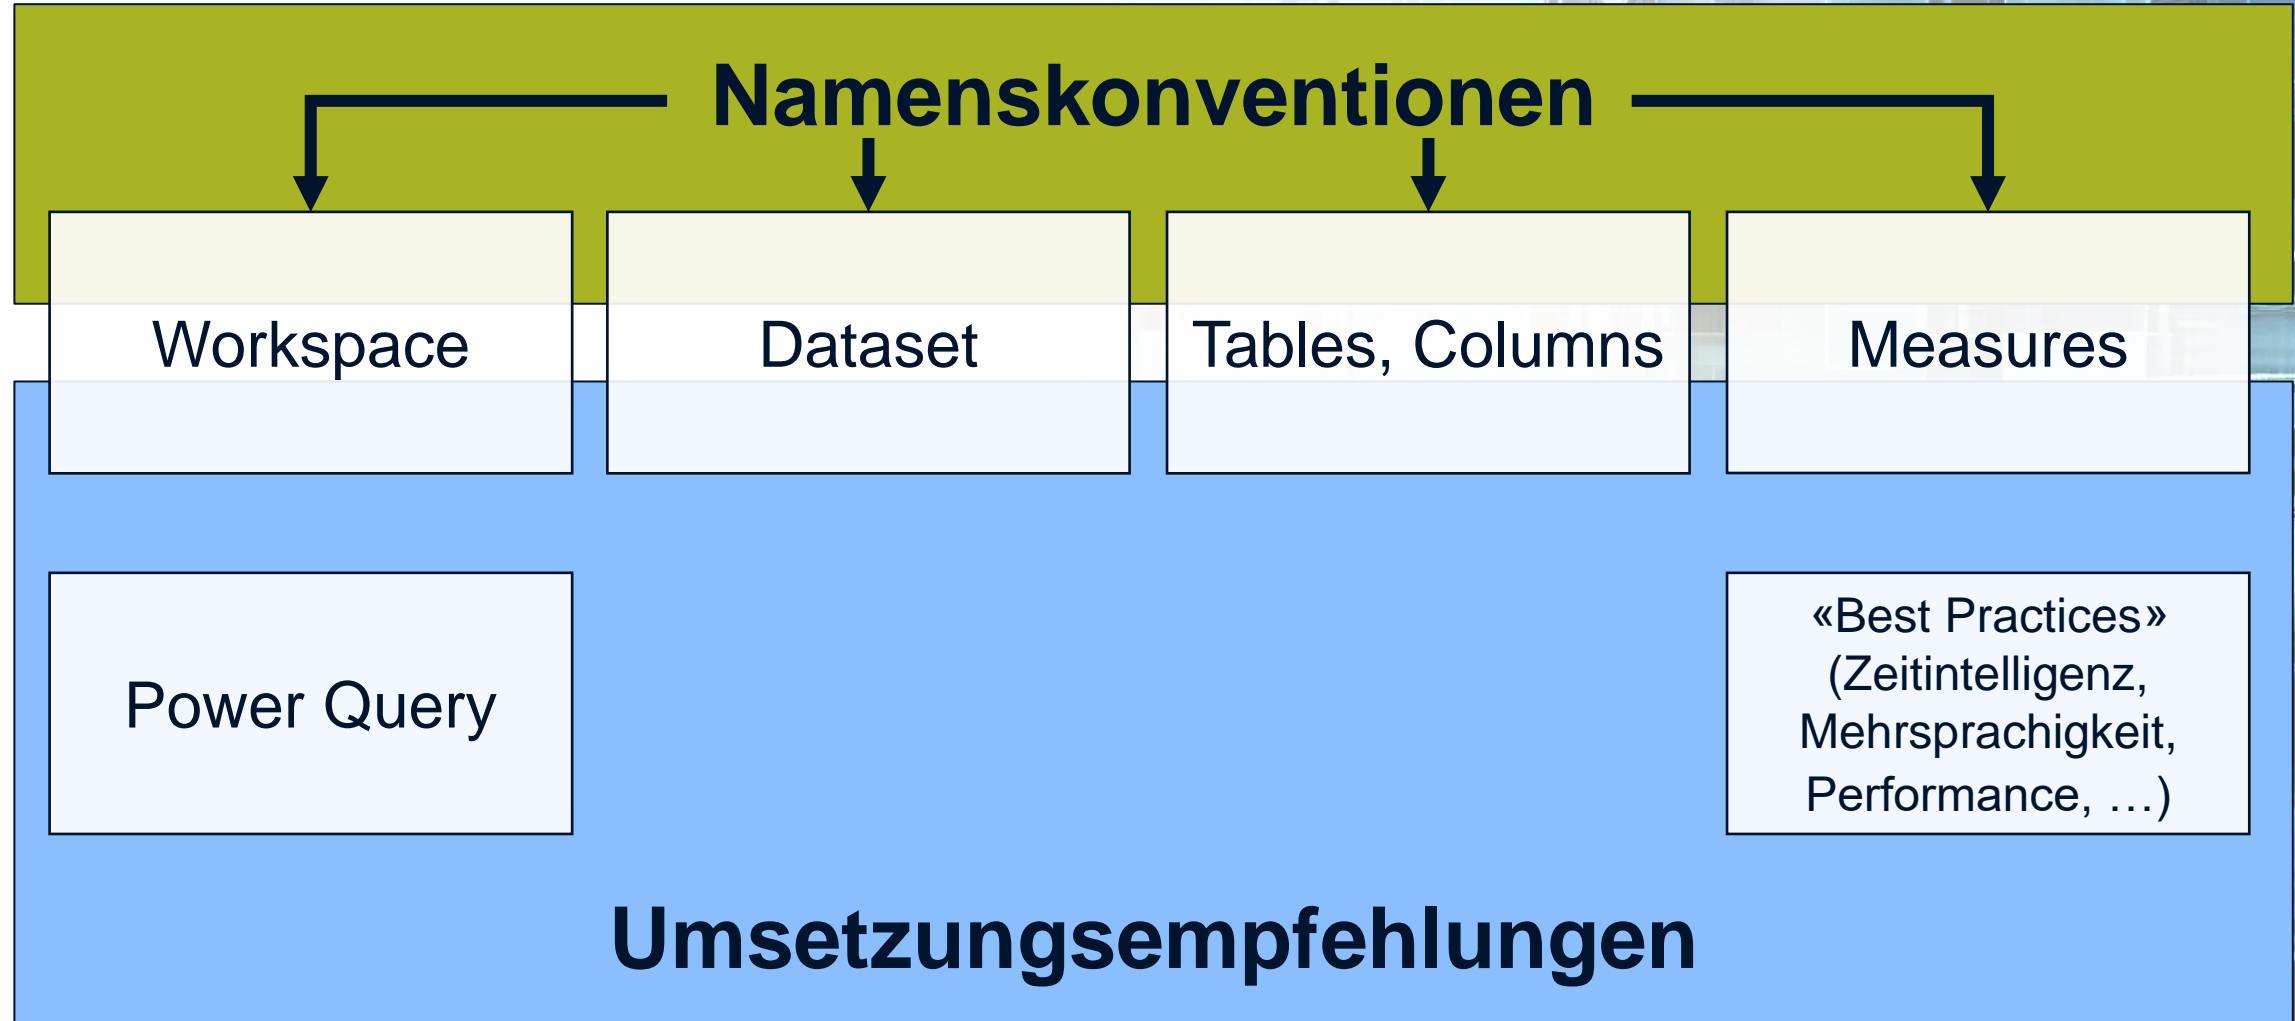 Namenskonventionen
Workspace
Dataset
Tables, Columns
Measures
Power Query
«Best Practices»
(Zeitintelligenz,
Mehrsprachigkeit,
Performance, …)
Umsetzungsempfehlungen